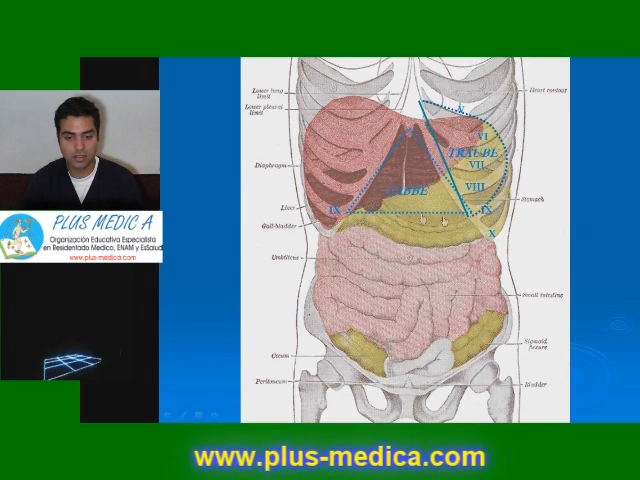 Lower lung
limit
Lower pleural
limit
Diaphragm
Liver
Gall-bladder
Umbilicus
Cecum
Peritoneum
Heart contour
Stomach
Small intestine
Sigmoid
flexure
Bladder
V
VI
TRAUBE
VII
VIII
LABBE
IX
IX
X
PLUS MEDIC A
Organización Educativa Especialista
en Residentado Medico, ENAM y EsSalud
www.plus-medica.com
www.plus-medica.com